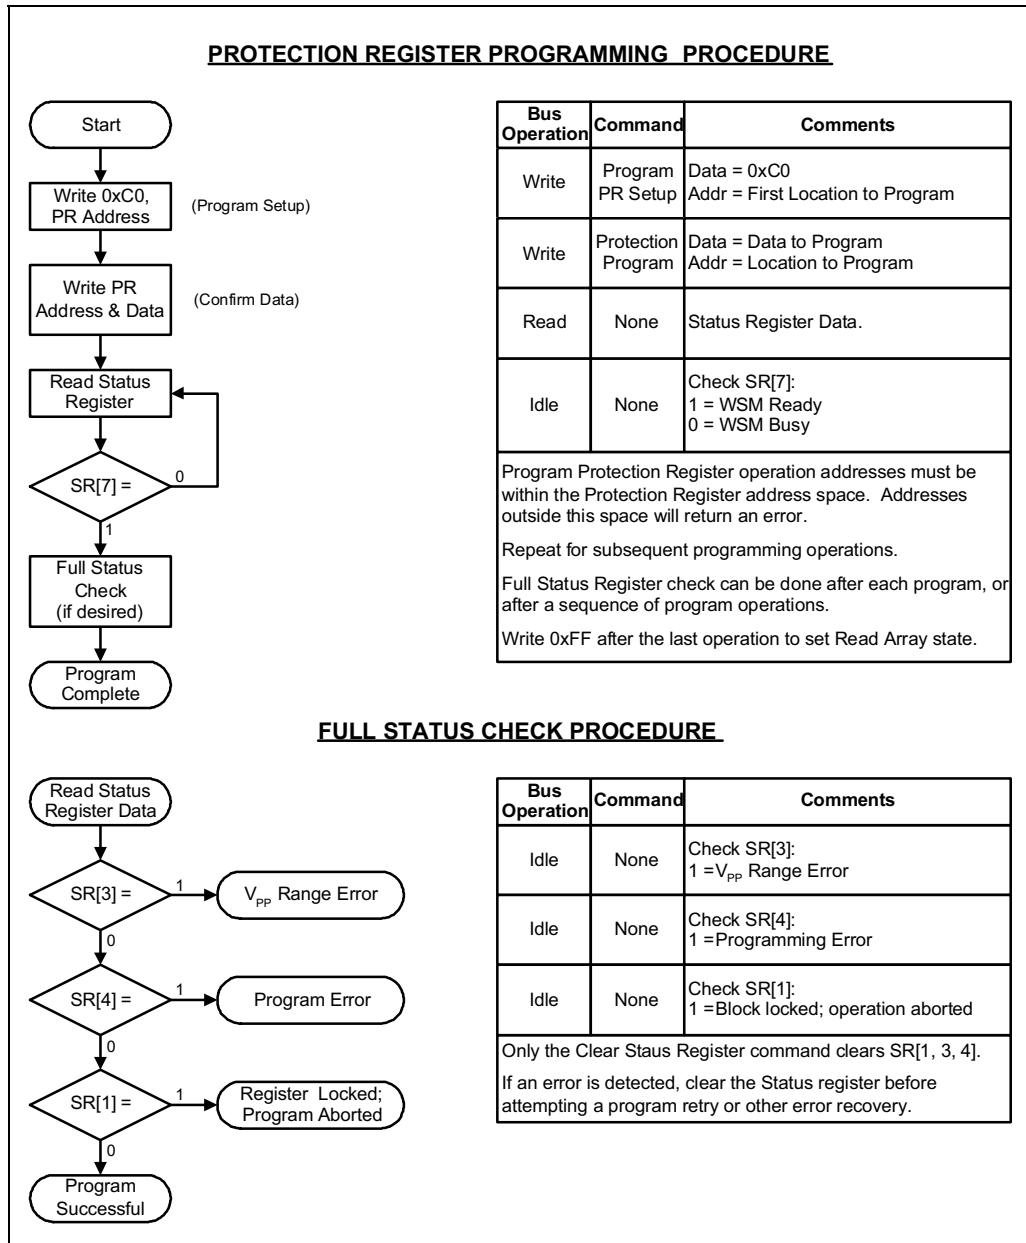 PROTECTION REGISTER PROGRAMMING PROCEDURE
Start
Write 0xC0,
PR Address
(Program Setup)
Write PR
Address & Data
(Confirm Data)
Read Status
Register
SR[7] =
0
1
Full Status
Check
(if desired)
Program
Complete
Bus
Operation
Command
Comments
Write
Program
PR Setup
Data = 0xC0
Addr = First Location to Program
Write
Protection
Program
Data = Data to Program
Addr = Location to Program
Read
None
Status Register Data.
Idle
None
Check SR[7]:
1 = WSM Ready
0 = WSM Busy
Program Protection Register operation addresses must be
within the Protection Register address space. Addresses
outside this space will return an error.
Repeat for subsequent programming operations.
Full Status Register check can be done after each program, or
after a sequence of program operations.
Write 0xFF after the last operation to set Read Array state.
FULL STATUS CHECK PROCEDURE
Read Status
Register Data
SR[3] =
1
VPP Range Error
0
SR[4] =
1
Program Error
0
SR[1] =
1
Register Locked;
Program Aborted
0
Program
Successful
Bus
Operation
Command
Comments
Idle
None
Check SR[3]:
1 =VPP Range Error
Idle
None
Check SR[4]:
1 =Programming Error
Idle
None
Check SR[1]:
1 =Block locked; operation aborted
Only the Clear Staus Register command clears SR[1, 3, 4].
If an error is detected, clear the Status register before
attempting a program retry or other error recovery.